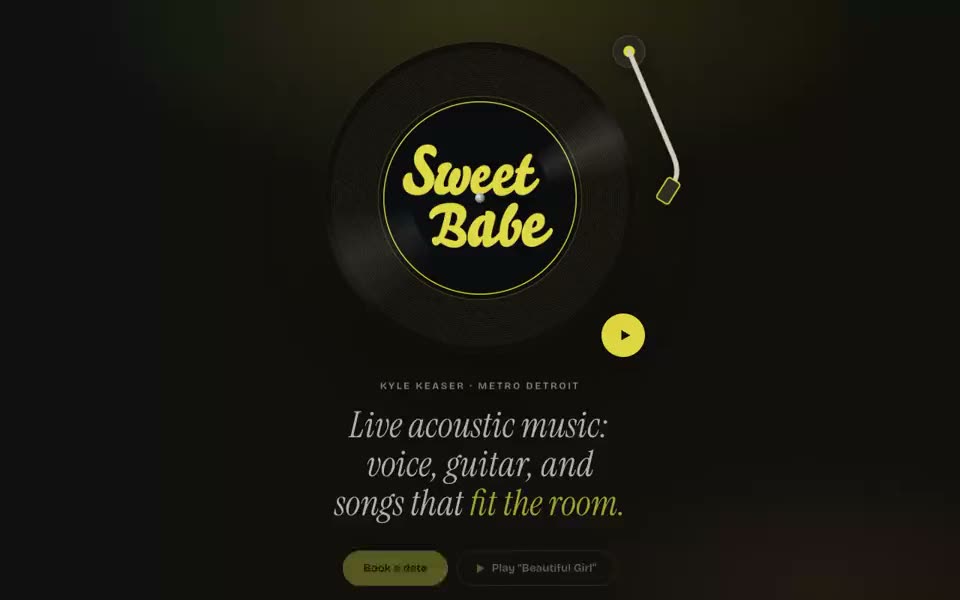 Sweet
Babe
KYLE KEASER · METRO DETROIT
Live acoustic music:
voice, guitar, and
songs that fit the room.
Book a date
Play "Beautiful Girl"